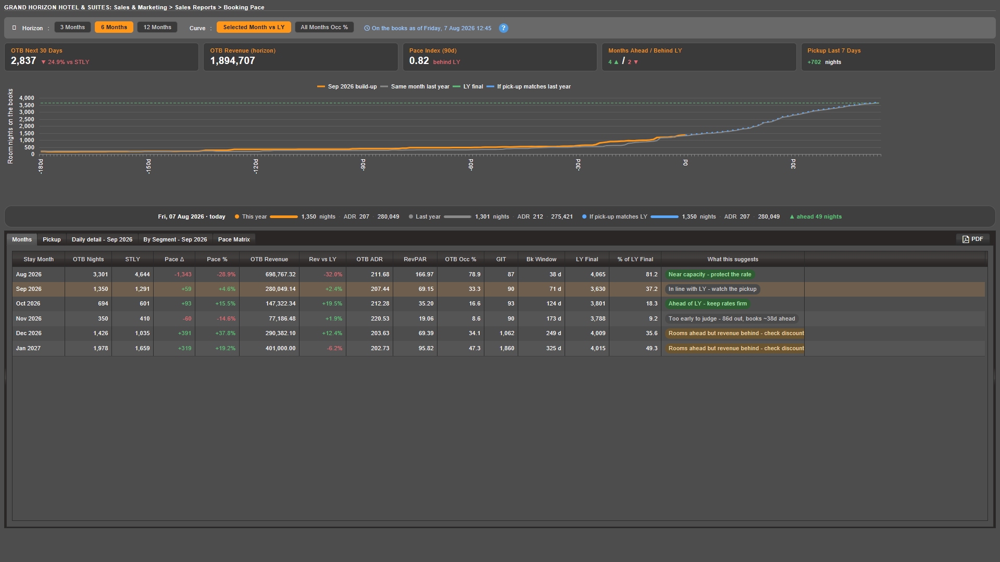 GRAND HORIZON HOTEL & SUITES: Sales & Marketing > Sales Reports > Booking Pace
Horizon : 3 Months 6 Months 12 Months Curve : Selected Month vs LY All Months Occ % On the books as of Friday, 7 Aug 2026 12:45 ?
OTB Next 30 Days
2,837 ▼ 24.9% vs STLY
OTB Revenue (horizon)
1,894,707
Pace Index (90d)
0.82 behind LY
Months Ahead / Behind LY
4 ▲ / 2 ▼
Pickup Last 7 Days
+702 nights
Sep 2026 build-up Same month last year LY final If pick-up matches last year
Room nights on the books
4,000
3,500
3,000
2,500
2,000
1,500
1,000
500
0
-180d -150d -120d -90d -60d -30d 0d 30d
Fri, 07 Aug 2026 · today This year 1,350 nights · ADR 207 · 280,049 Last year 1,301 nights · ADR 212 · 275,421 If pick-up matches LY 1,350 nights · ADR 207 · 280,049 ▲ ahead 49 nights
Months Pickup Daily detail - Sep 2026 By Segment - Sep 2026 Pace Matrix PDF
Stay Month OTB Nights STLY Pace Δ Pace % OTB Revenue Rev vs LY OTB ADR RevPAR OTB Occ % GIT Bk Window LY Final % of LY Final What this suggests
Aug 2026 3,301 4,644 -1,343 -28.9% 698,767.32 -32.0% 211.68 166.97 78.9 87 38 d 4,065 81.2 Near capacity - protect the rate
Sep 2026 1,350 1,291 +59 +4.6% 280,049.14 +2.4% 207.44 69.15 33.3 90 71 d 3,630 37.2 In line with LY - watch the pickup
Oct 2026 694 601 +93 +15.5% 147,322.34 +19.5% 212.28 35.20 16.6 93 124 d 3,801 18.3 Ahead of LY - keep rates firm
Nov 2026 350 410 -60 -14.6% 77,186.48 +1.9% 220.53 19.06 8.6 90 173 d 3,788 9.2 Too early to judge - 86d out, books ~38d ahead
Dec 2026 1,426 1,035 +391 +37.8% 290,382.10 +12.4% 203.63 69.39 34.1 1,062 249 d 4,009 35.6 Rooms ahead but revenue behind - check discount
Jan 2027 1,978 1,659 +319 +19.2% 401,000.00 -6.2% 202.73 95.82 47.3 1,860 325 d 4,015 49.3 Rooms ahead but revenue behind - check discount